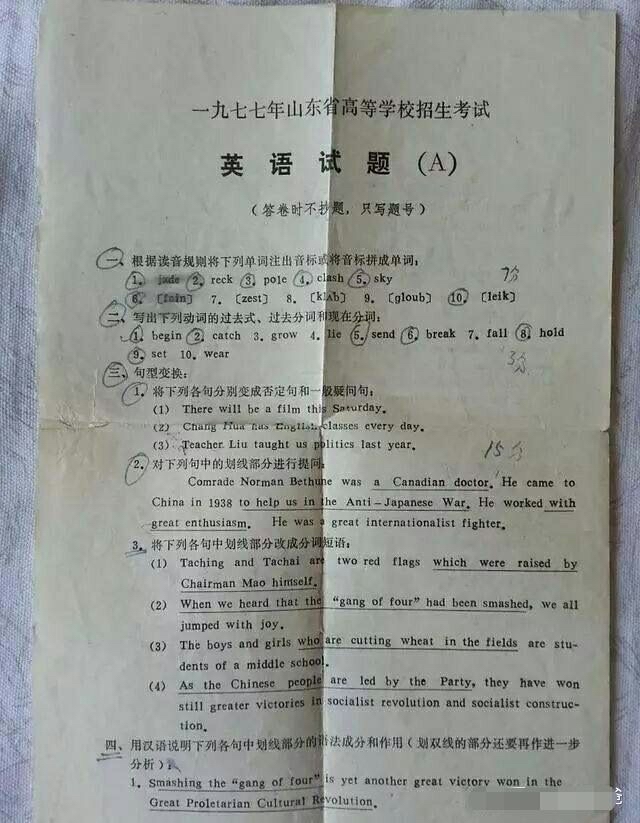 一九七七年山东省高等学校招生考试
英语试题(A)
(答卷时不抄题，只写题号)
一、根据读音规则将下列单词注出音标或将音标拼成单词：
1. jade 2. reck 3. pole 4. clash 5. sky
7分
6. [fain] 7. [zest] 8. [klʌb] 9. [gloub] 10. [leik]
二、写出下列动词的过去式、过去分词和现在分词：
1. begin 2. catch 3. grow 4. lie 5. send 6. break 7. fall 8. hold
9. set 10. wear
3分
三、句型变换：
1. 将下列各句分别变成否定句和一般疑问句：
(1) There will be a film this Saturday.
(2) Chang Hua has English classes every day.
(3) Teacher Liu taught us politics last year.
15分
2. 对下列句中的划线部分进行提问：
Comrade Norman Bethune was a Canadian doctor. He came to
China in 1938 to help us in the Anti-Japanese War. He worked with
great enthusiasm. He was a great internationalist fighter.
3. 将下列各句中划线部分改成分词短语：
(1) Taching and Tachai are two red flags which were raised by
Chairman Mao himself.
(2) When we heard that the "gang of four" had been smashed, we all
jumped with joy.
(3) The boys and girls who are cutting wheat in the fields are stu-
dents of a middle school.
(4) As the Chinese people are led by the Party, they have won
still greater victories in socialist revolution and socialist construc-
tion.
四、用汉语说明下列各句中划线部分的语法成分和作用(划双线的部分还要再作进一步
分析)：
1. Smashing the "gang of four" is yet another great victory won in the
Great Proletarian Cultural Revolution.